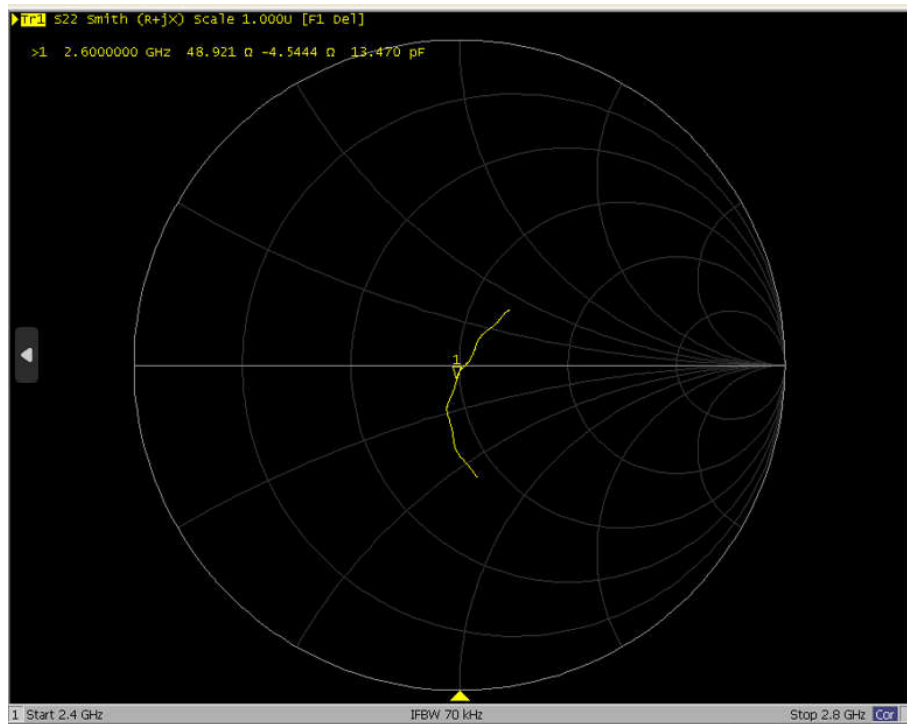 Tr1 S22 Smith (R+jX) Scale 1.000U [F1 Del]
>1 2.6000000 GHz 48.921 Ω -4.5444 Ω 13.470 pF
1
1 Start 2.4 GHz IFBW 70 kHz Stop 2.8 GHz Cor